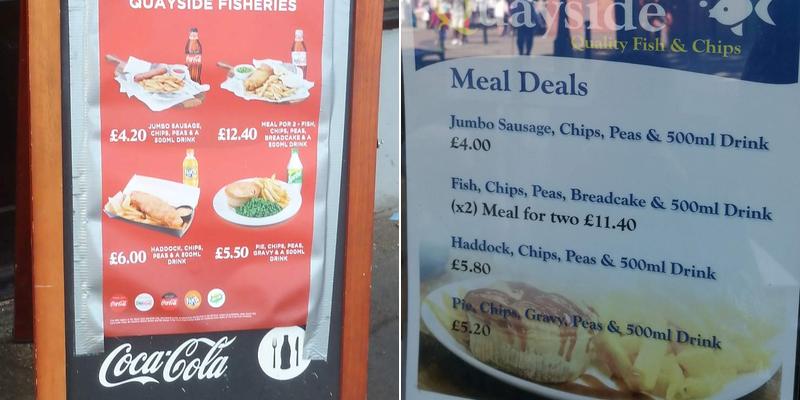 QUAYSIDE FISHERIES
£4.20
JUMBO SAUSAGE,
CHIPS, PEAS & A
500ML DRINK
£12.40
MEAL FOR 2 - FISH,
CHIPS, PEAS,
BREADCAKE & A
500ML DRINK
£6.00
HADDOCK, CHIPS,
PEAS & A 500ML
DRINK
£5.50
PIE, CHIPS, PEAS,
GRAVY & A 500ML
DRINK
Coca-Cola
Quayside
Quality Fish & Chips
Meal Deals
Jumbo Sausage, Chips, Peas & 500ml Drink
£4.00
Fish, Chips, Peas, Breadcake & 500ml Drink
(x2) Meal for two £11.40
Haddock, Chips, Peas & 500ml Drink
£5.80
Pie, Chips, Gravy, Peas & 500ml Drink
£5.20